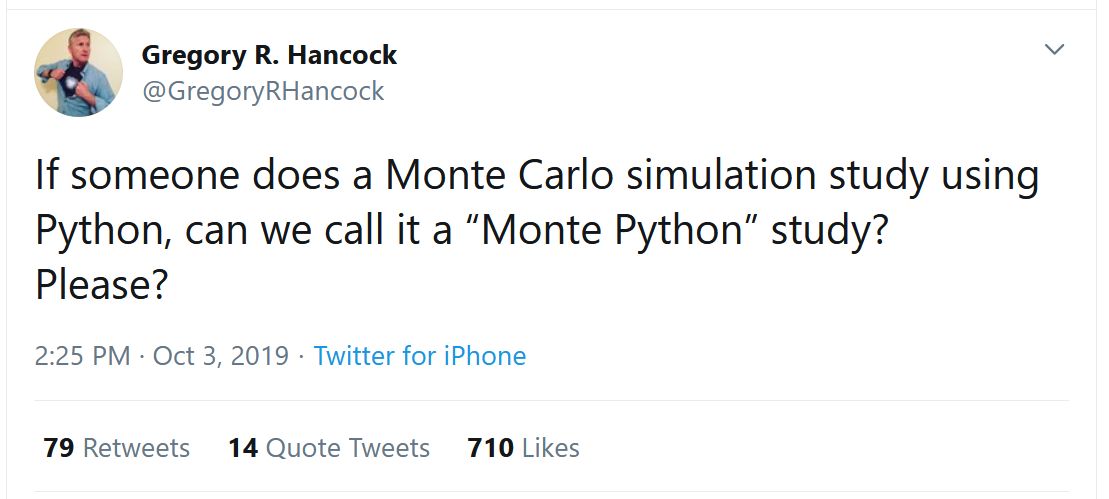 Gregory R. Hancock
@GregoryRHancock
If someone does a Monte Carlo simulation study using
Python, can we call it a “Monte Python” study?
Please?
2:25 PM · Oct 3, 2019 · Twitter for iPhone
79 Retweets 14 Quote Tweets 710 Likes